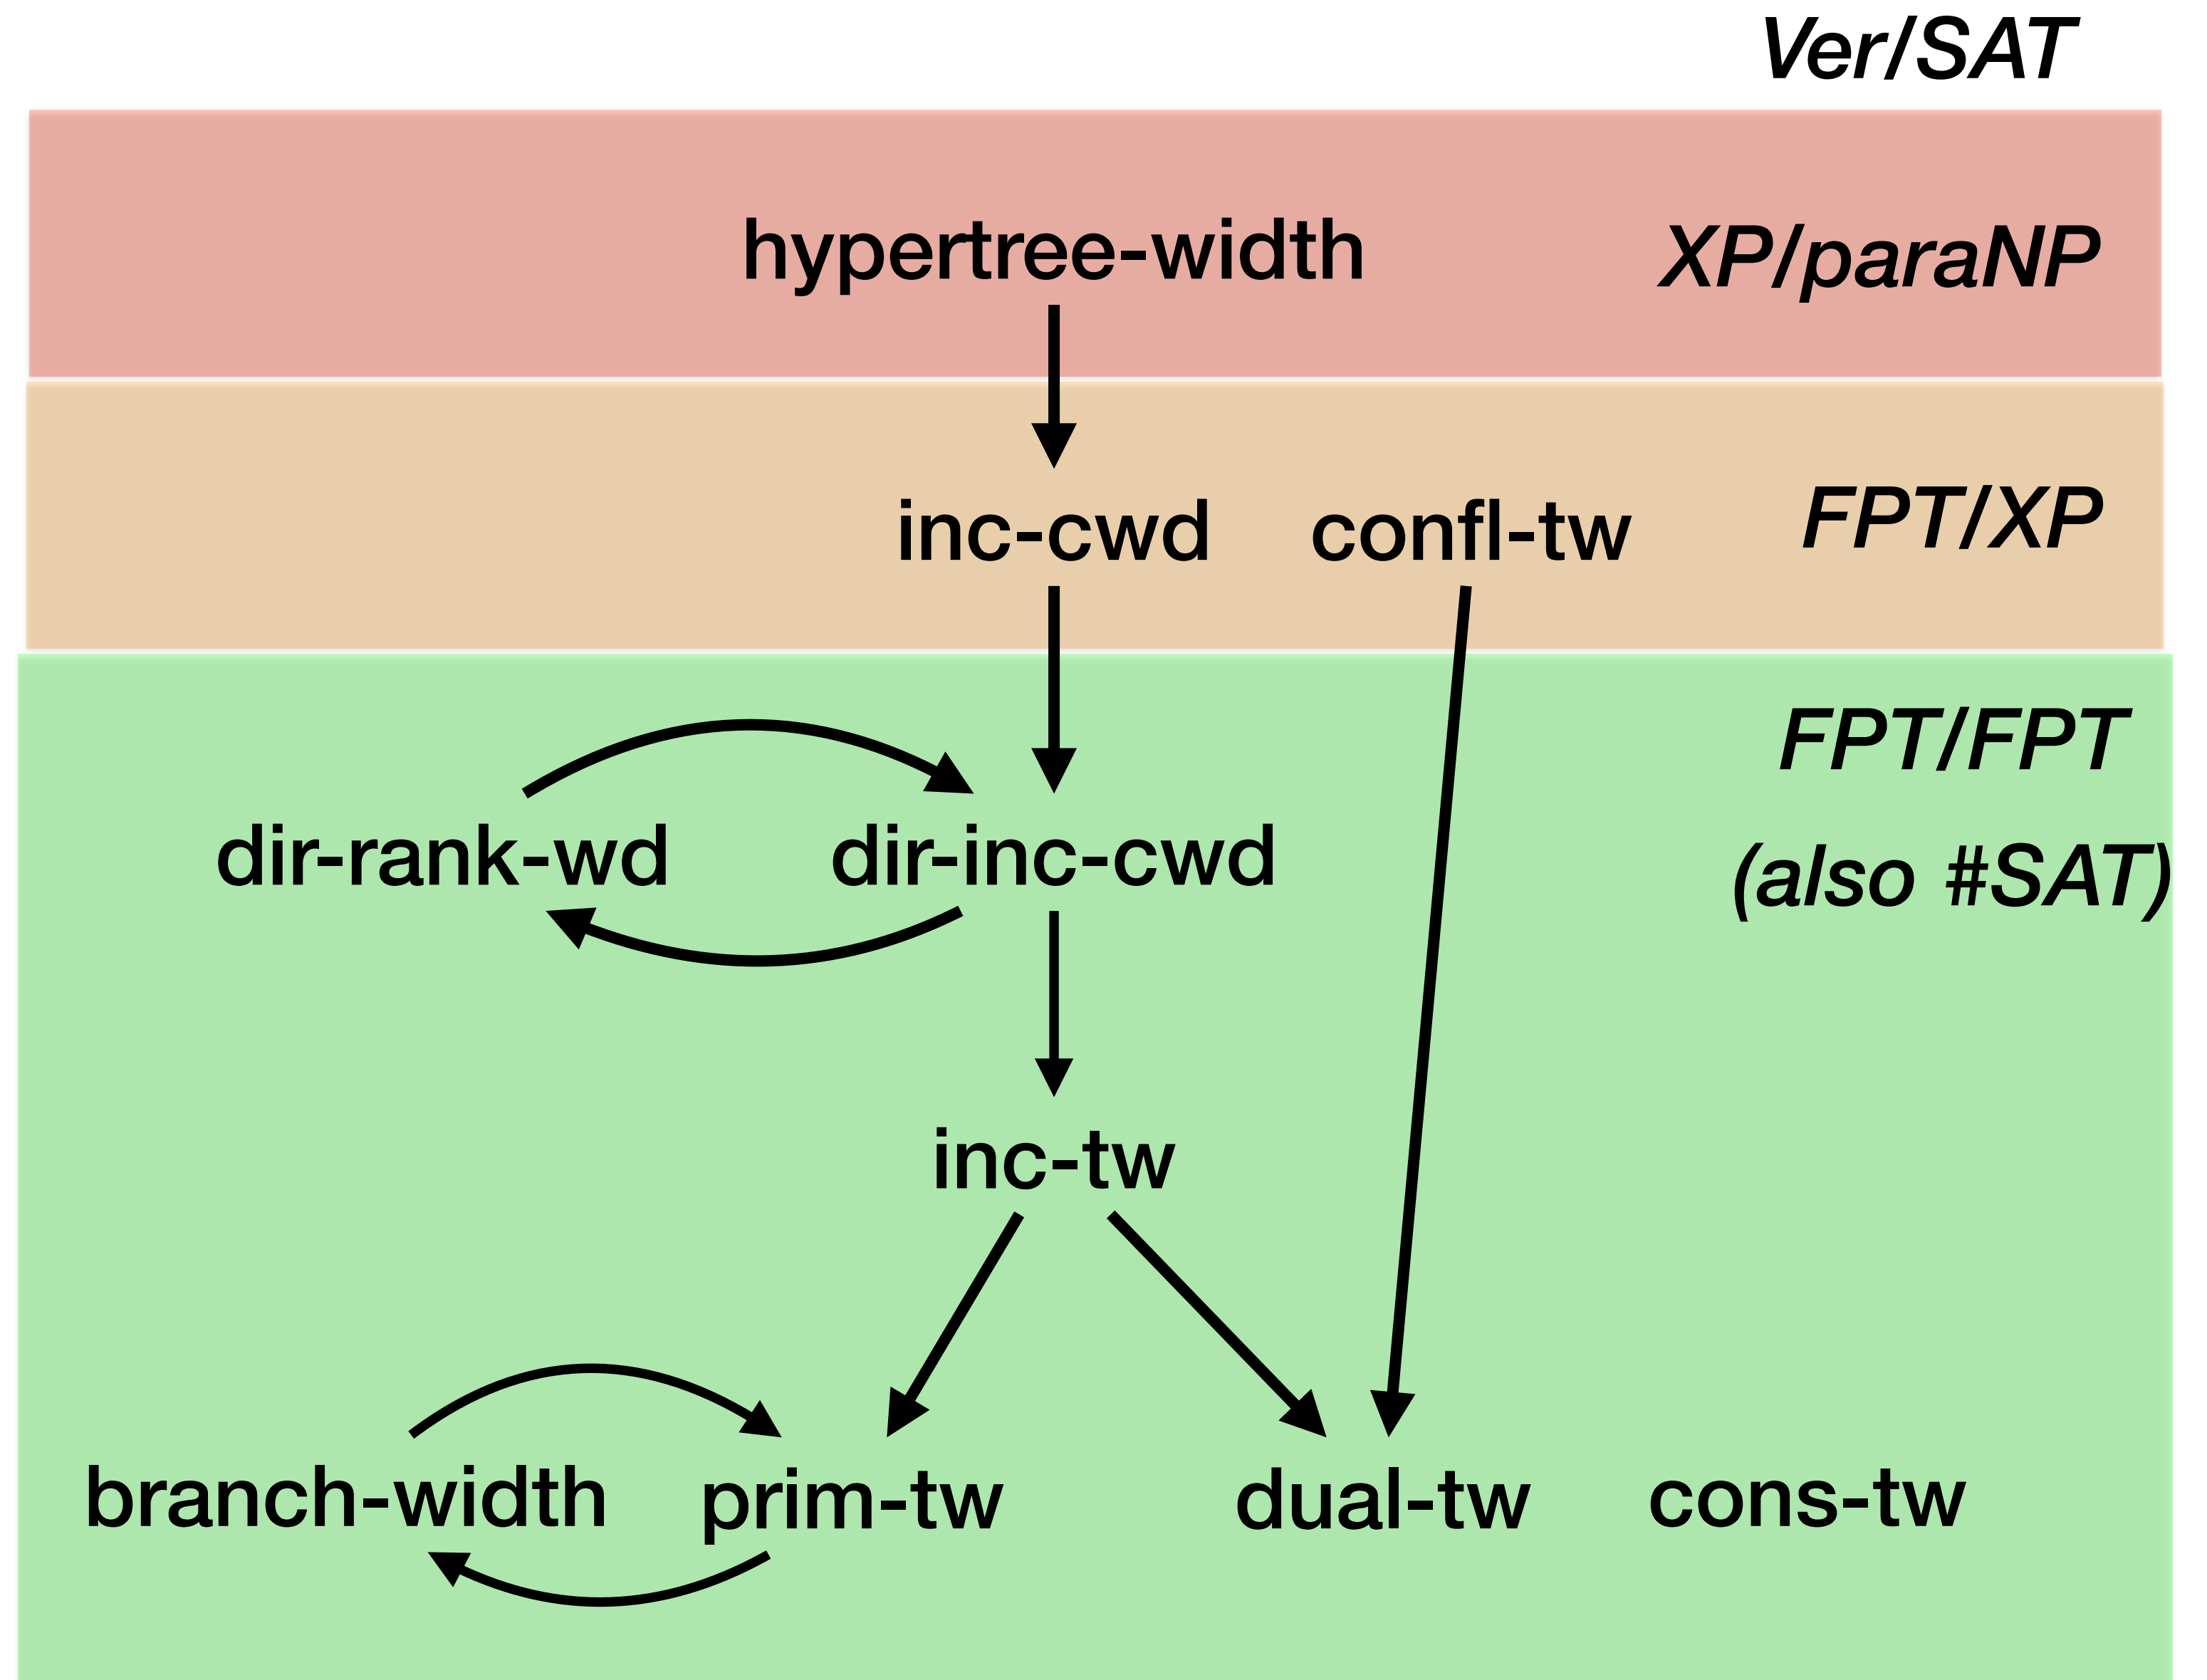 Ver/SAT
hypertree-width
XP/paraNP
inc-cwd
confl-tw
FPT/XP
FPT/FPT
dir-rank-wd
dir-inc-cwd
(also #SAT)
inc-tw
branch-width
prim-tw
dual-tw
cons-tw